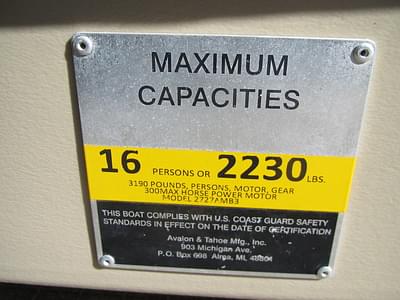 MAXIMUM
CAPACITIES
16 PERSONS OR 2230 LBS.
3190 POUNDS, PERSONS, MOTOR, GEAR
300MAX HORSE POWER MOTOR
MODEL 2727AMB3
THIS BOAT COMPLIES WITH U.S. COAST GUARD SAFETY
STANDARDS IN EFFECT ON THE DATE OF CERTIFICATION
Avalon & Tahoe Mfg., Inc.
903 Michigan Ave.
P.O. Box 698 Alma, MI, 48801